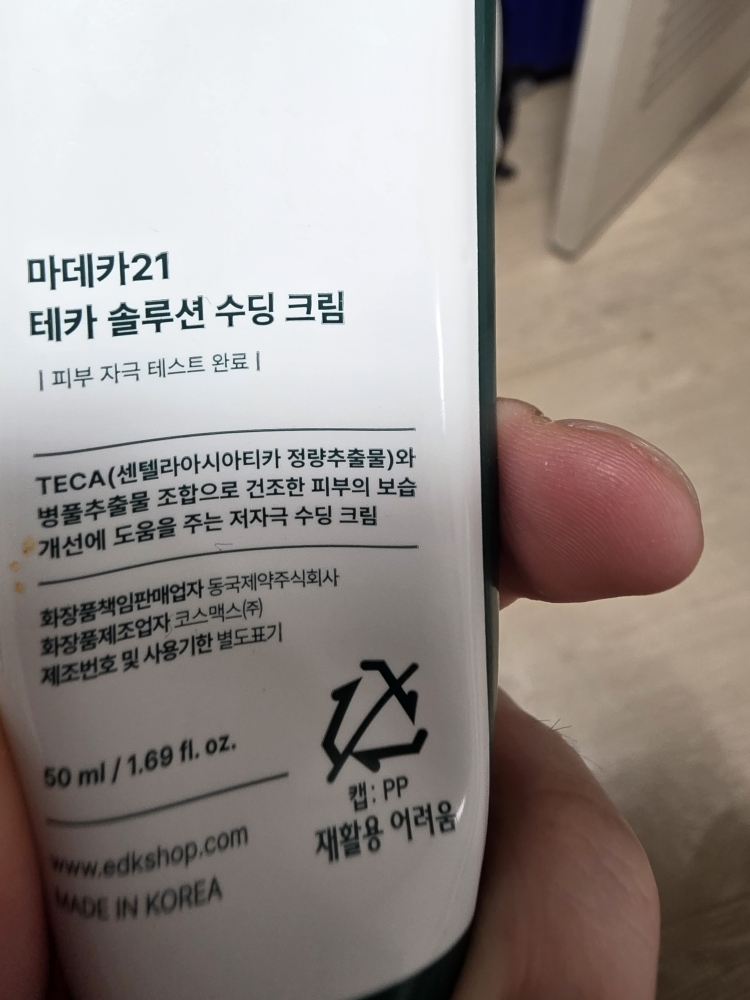 마데카21
테카 솔루션 수딩 크림
| 피부 자극 테스트 완료 |
TECA(센텔라아시아티카 정량추출물)와
병풀추출물 조합으로 건조한 피부의 보습
개선에 도움을 주는 저자극 수딩 크림
화장품책임판매업자 동국제약주식회사
화장품제조업자 코스맥스㈜
제조번호 및 사용기한 별도표기
50 ml / 1.69 fl. oz.
캡: PP
재활용 어려움
www.edkshop.com
MADE IN KOREA